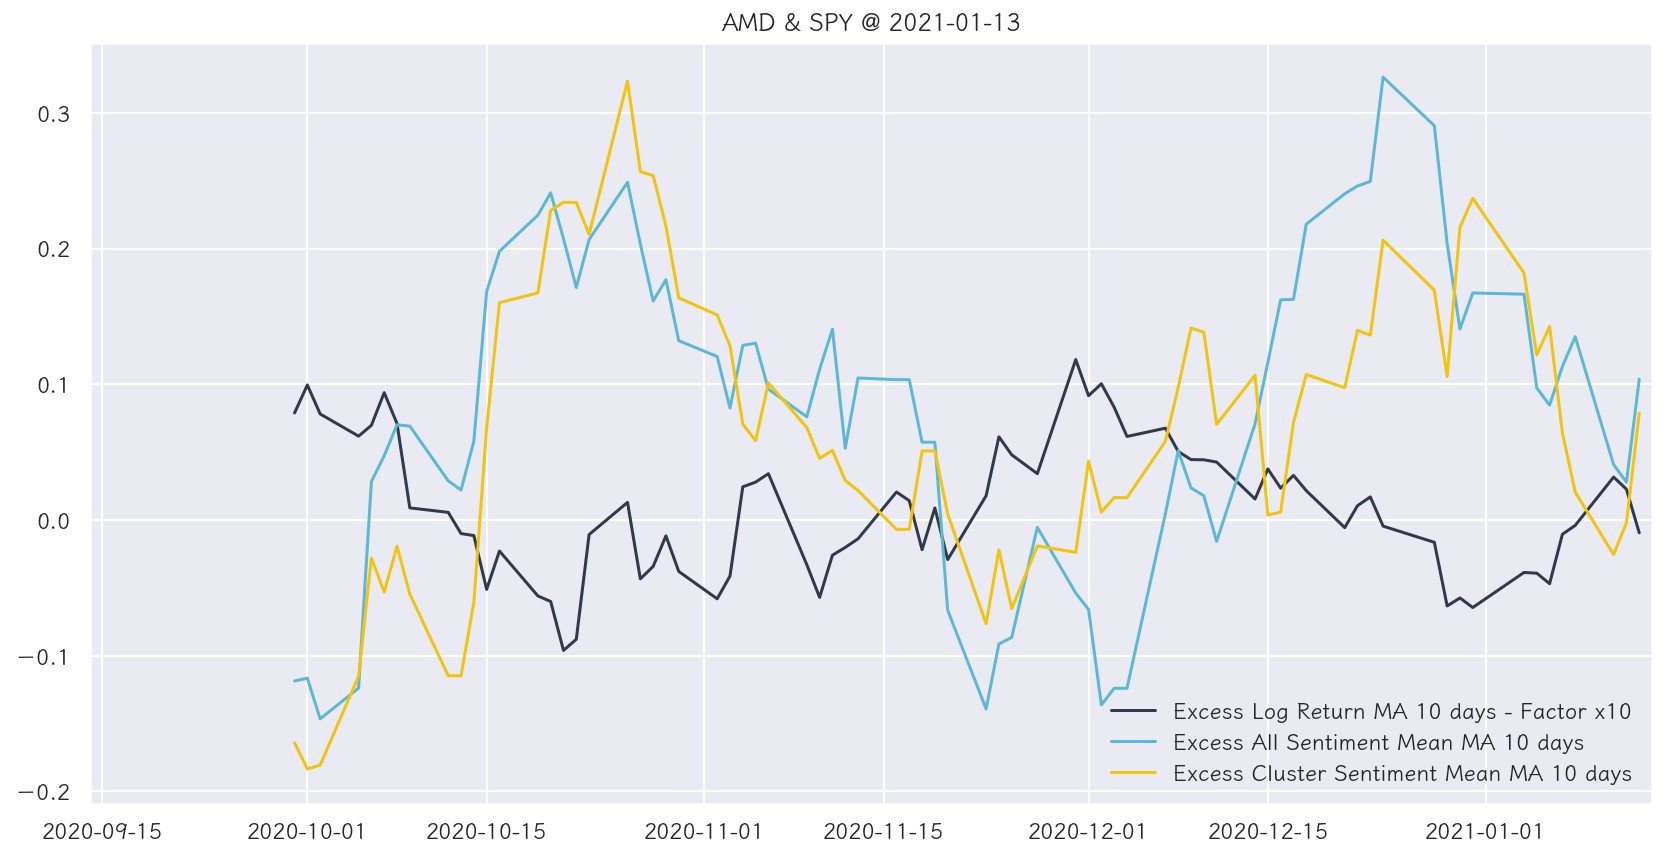 AMD & SPY @ 2021-01-13
0.3
0.2
0.1
0.0
−0.1
−0.2
Excess Log Return MA 10 days - Factor x10
Excess All Sentiment Mean MA 10 days
Excess Cluster Sentiment Mean MA 10 days
2020-09-15 2020-10-01 2020-10-15 2020-11-01 2020-11-15 2020-12-01 2020-12-15 2021-01-01